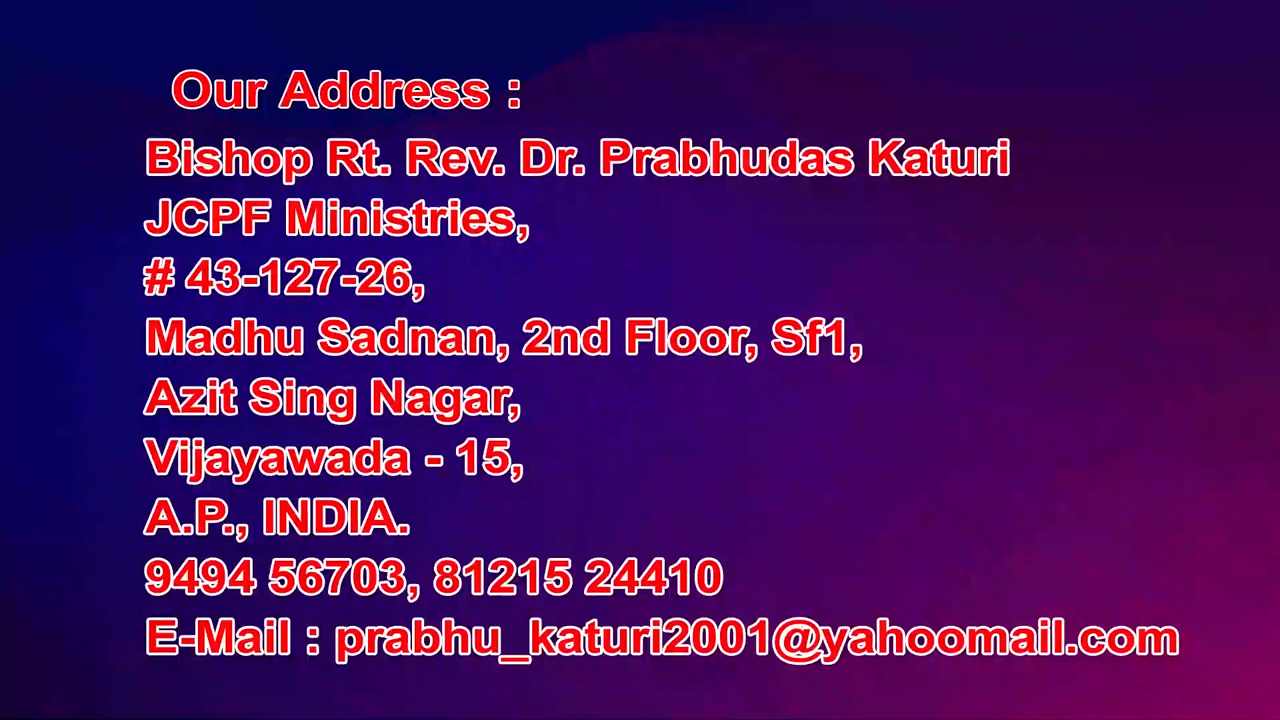 Our Address :
Bishop Rt. Rev. Dr. Prabhudas Katuri
JCPF Ministries,
# 43-127-26,
Madhu Sadnan, 2nd Floor, Sf1,
Azit Sing Nagar,
Vijayawada - 15,
A.P., INDIA.
9494 56703, 81215 24410
E-Mail : prabhu_katuri2001@yahoomail.com